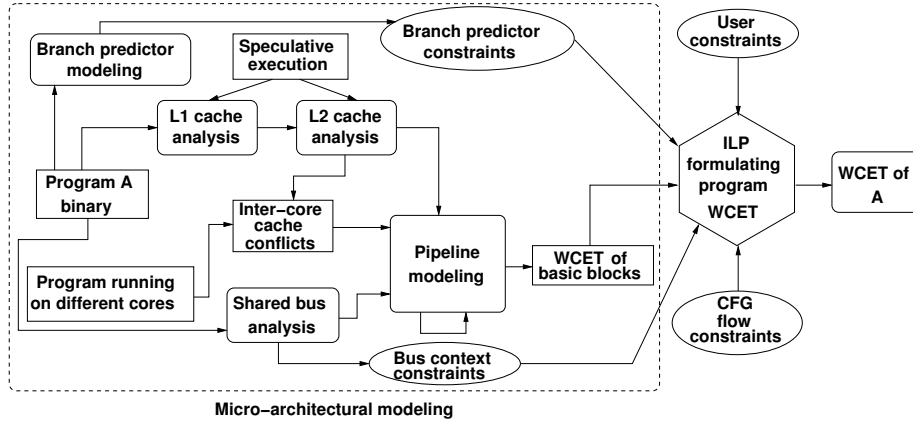 Branch predictor
modeling
Speculative
execution
Branch predictor
constraints
User
constraints
L1 cache
analysis
L2 cache
analysis
ILP
formulating
program
WCET
WCET of
A
Program A
binary
Inter−core
cache
conflicts
Pipeline
modeling
WCET of
basic blocks
Program running
on different cores
Shared bus
analysis
CFG
flow
constraints
Bus context
constraints
Micro−architectural modeling